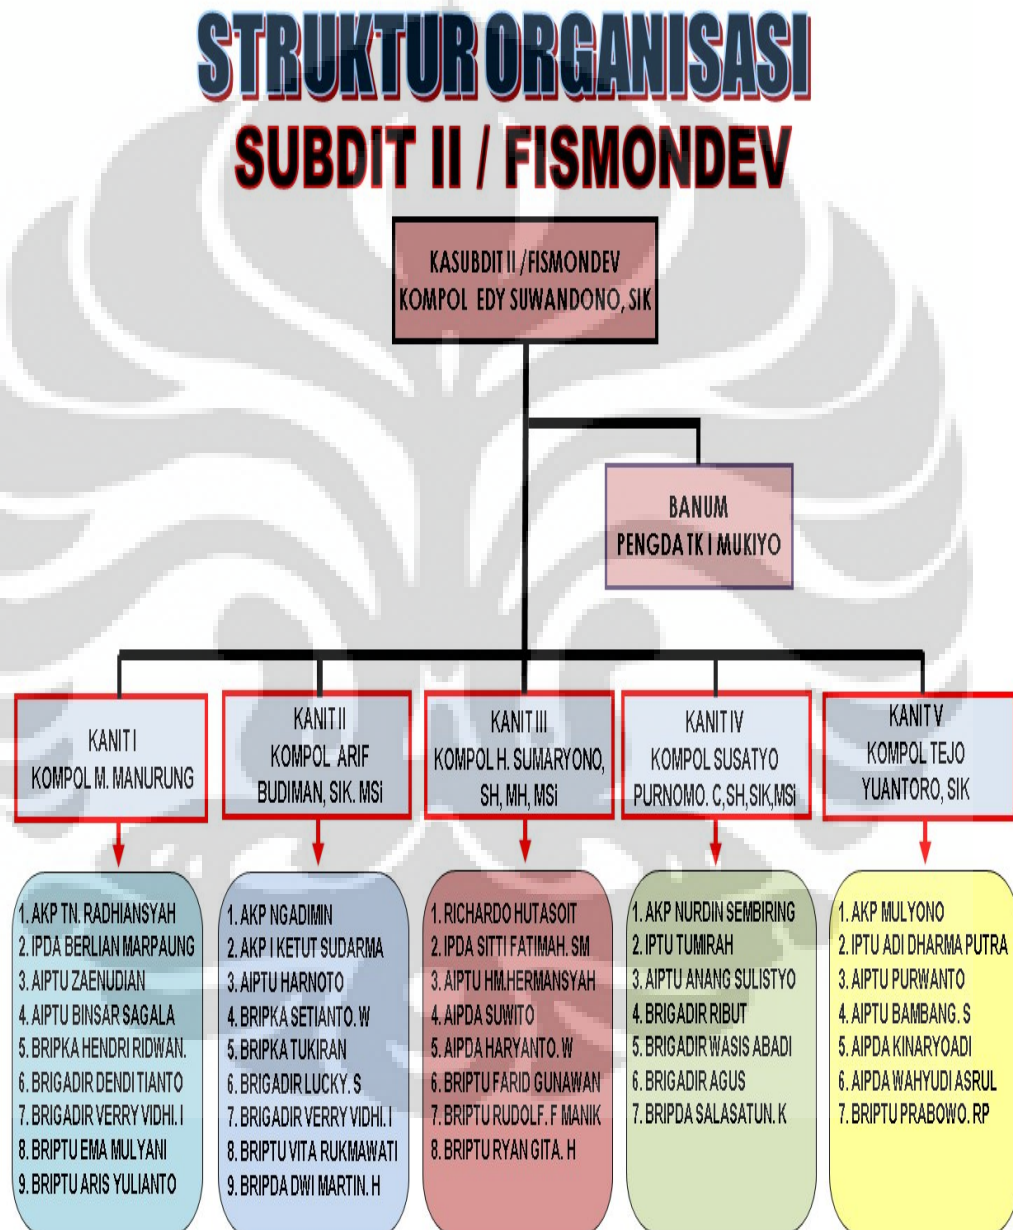 STRUKTUR ORGANISASI
SUBDIT II / FISMONDEV
KASUBDIT II / FISMONDEV
KOMPOL EDY SUWANDONO, SIK
BANUM
PENGDA TK I MUKIYO
KANIT I
KOMPOL M. MANURUNG
KANIT II
KOMPOL ARIF
BUDIMAN, SIK. MSi
KANIT III
KOMPOL H. SUMARYONO,
SH, MH, MSi
KANIT IV
KOMPOL SUSATYO
PURNOMO. C,SH,SIK,MSi
KANIT V
KOMPOL TEJO
YUANTORO, SIK
1. AKP TN. RADHIANSYAH
2. IPDA BERLIAN MARPAUNG
3. AIPTU ZAENUDIAN
4. AIPTU BINSAR SAGALA
5. BRIPKA HENDRI RIDWAN.
6. BRIGADIR DENDI TIANTO
7. BRIGADIR VERRY VIDHI. I
8. BRIPTU EMA MULYANI
9. BRIPTU ARIS YULIANTO
1. AKP NGADIMIN
2. AKP I KETUT SUDARMA
3. AIPTU HARNOTO
4. BRIPKA SETIANTO. W
5. BRIPKA TUKIRAN
6. BRIGADIR LUCKY. S
7. BRIGADIR VERRY VIDHI. I
8. BRIPTU VITA RUKMAWATI
9. BRIPDA DWI MARTIN. H
1. RICHARDO HUTASOIT
2. IPDA SITTI FATIMAH. SM
3. AIPTU HM.HERMANSYAH
4. AIPDA SUWITO
5. AIPDA HARYANTO. W
6. BRIPTU FARID GUNAWAN
7. BRIPTU RUDOLF. F MANIK
8. BRIPTU RYAN GITA. H
1. AKP NURDIN SEMBIRING
2. IPTU TUMIRAH
3. AIPTU ANANG SULISTYO
4. BRIGADIR RIBUT
5. BRIGADIR WASIS ABADI
6. BRIGADIR AGUS
7. BRIPDA SALASATUN. K
1. AKP MULYONO
2. IPTU ADI DHARMA PUTRA
3. AIPTU PURWANTO
4. AIPTU BAMBANG. S
5. AIPDA KINARYOADI
6. AIPDA WAHYUDI ASRUL
7. BRIPTU PRABOWO. RP